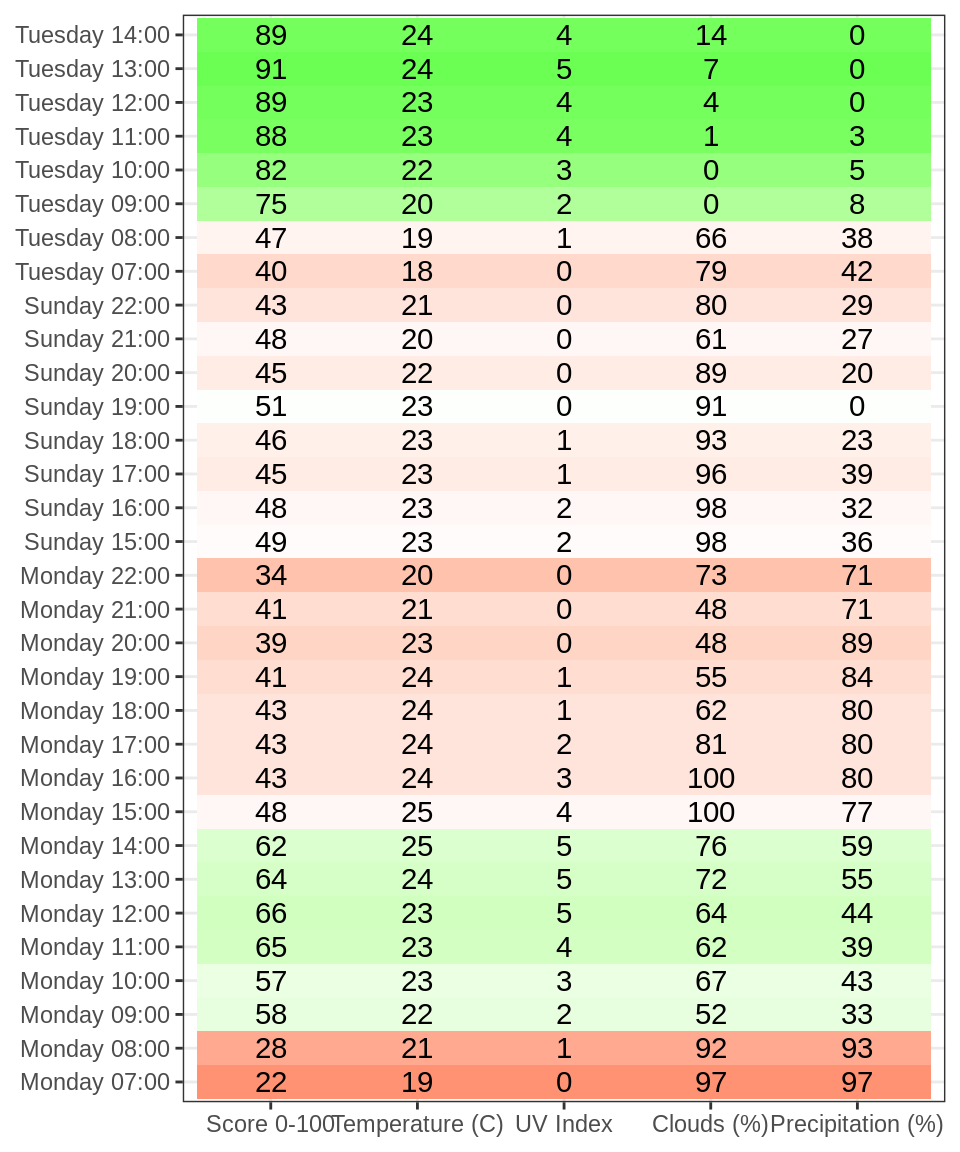 Tuesday 14:00 89 24 4 14 0
Tuesday 13:00 91 24 5 7 0
Tuesday 12:00 89 23 4 4 0
Tuesday 11:00 88 23 4 1 3
Tuesday 10:00 82 22 3 0 5
Tuesday 09:00 75 20 2 0 8
Tuesday 08:00 47 19 1 66 38
Tuesday 07:00 40 18 0 79 42
Sunday 22:00 43 21 0 80 29
Sunday 21:00 48 20 0 61 27
Sunday 20:00 45 22 0 89 20
Sunday 19:00 51 23 0 91 0
Sunday 18:00 46 23 1 93 23
Sunday 17:00 45 23 1 96 39
Sunday 16:00 48 23 2 98 32
Sunday 15:00 49 23 2 98 36
Monday 22:00 34 20 0 73 71
Monday 21:00 41 21 0 48 71
Monday 20:00 39 23 0 48 89
Monday 19:00 41 24 1 55 84
Monday 18:00 43 24 1 62 80
Monday 17:00 43 24 2 81 80
Monday 16:00 43 24 3 100 80
Monday 15:00 48 25 4 100 77
Monday 14:00 62 25 5 76 59
Monday 13:00 64 24 5 72 55
Monday 12:00 66 23 5 64 44
Monday 11:00 65 23 4 62 39
Monday 10:00 57 23 3 67 43
Monday 09:00 58 22 2 52 33
Monday 08:00 28 21 1 92 93
Monday 07:00 22 19 0 97 97
Score 0-100 Temperature (C) UV Index Clouds (%) Precipitation (%)